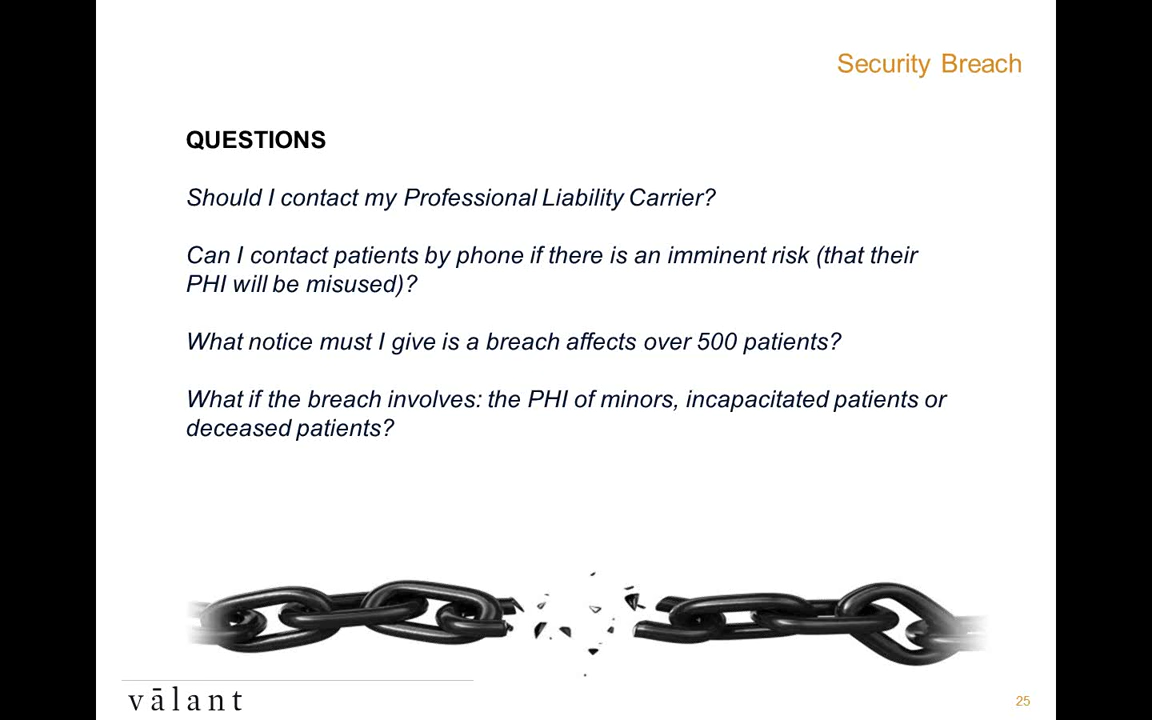 Security Breach
QUESTIONS
Should I contact my Professional Liability Carrier?
Can I contact patients by phone if there is an imminent risk (that their
PHI will be misused)?
What notice must I give is a breach affects over 500 patients?
What if the breach involves: the PHI of minors, incapacitated patients or
deceased patients?
vālant
25